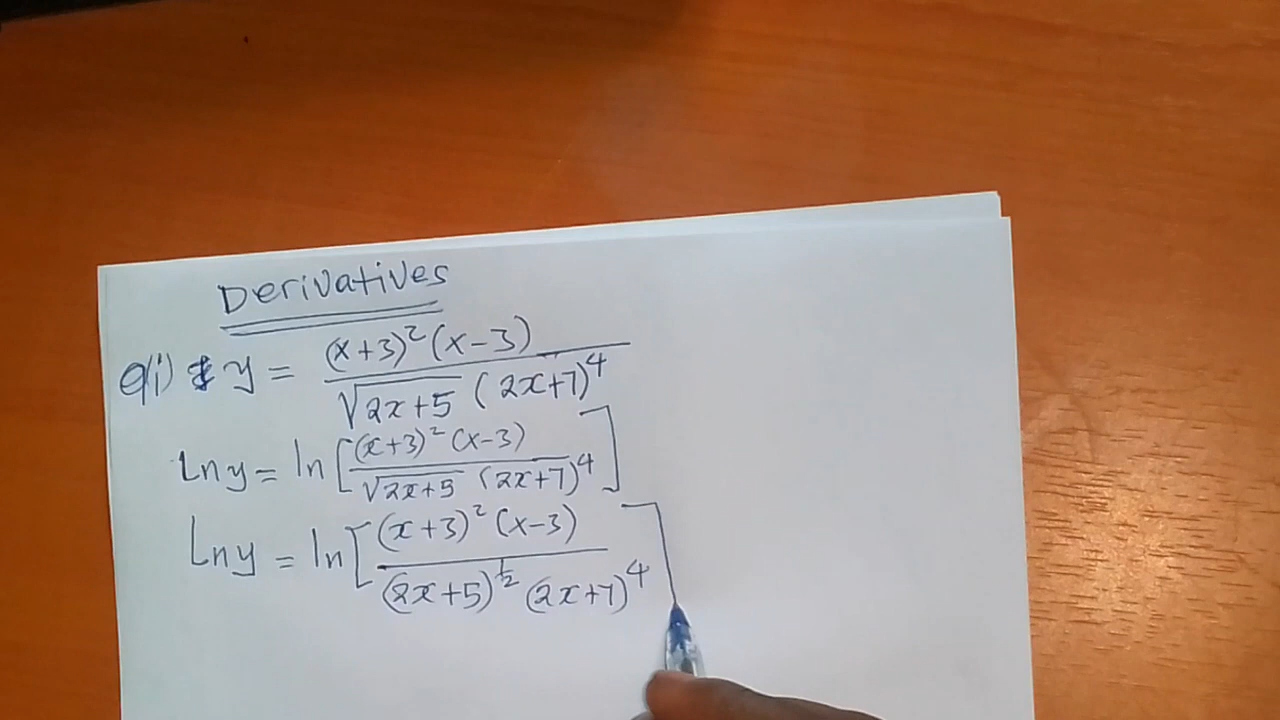 Derivatives
Q(i) y = (x+3)²(x-3) / √2x+5 (2x+7)⁴
Lny = ln[(x+3)²(x-3) / √2x+5 (2x+7)⁴]
Lny = ln[(x+3)²(x-3) / (2x+5)^½ (2x+7)⁴]